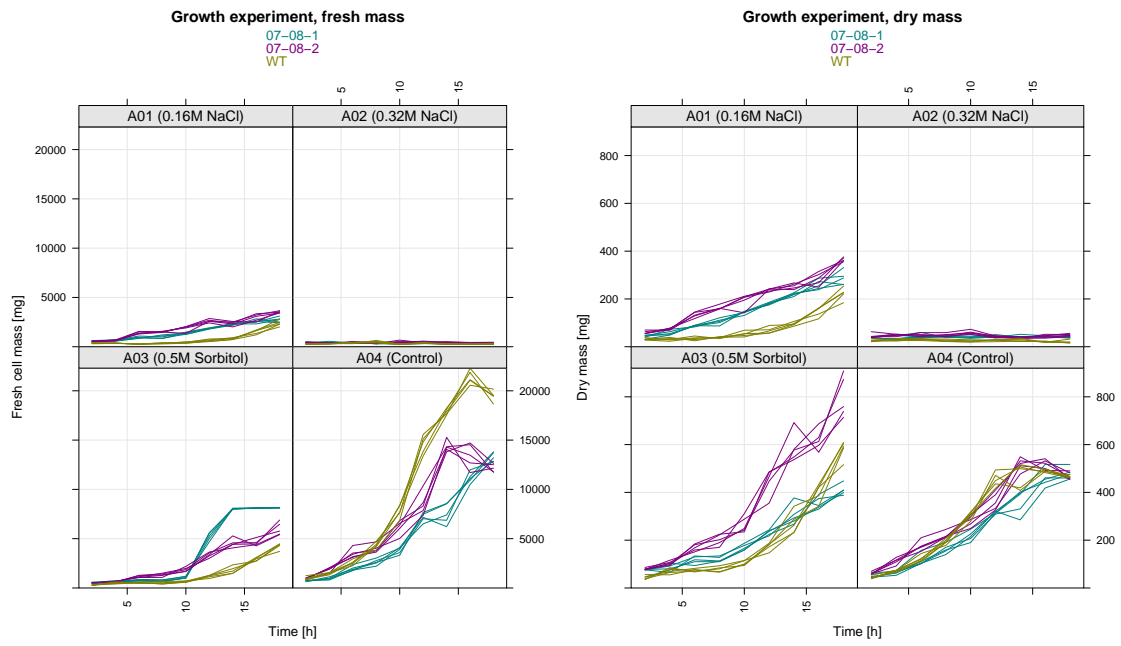 Growth experiment, fresh mass
07−08−1
07−08−2
WT
5
10
15
A01 (0.16M NaCl)
A02 (0.32M NaCl)
20000
15000
10000
5000
A03 (0.5M Sorbitol)
A04 (Control)
20000
15000
10000
5000
5
10
15
Fresh cell mass [mg]
Time [h]
Growth experiment, dry mass
07−08−1
07−08−2
WT
5
10
15
A01 (0.16M NaCl)
A02 (0.32M NaCl)
800
600
400
200
A03 (0.5M Sorbitol)
A04 (Control)
800
600
400
200
5
10
15
Dry mass [mg]
Time [h]